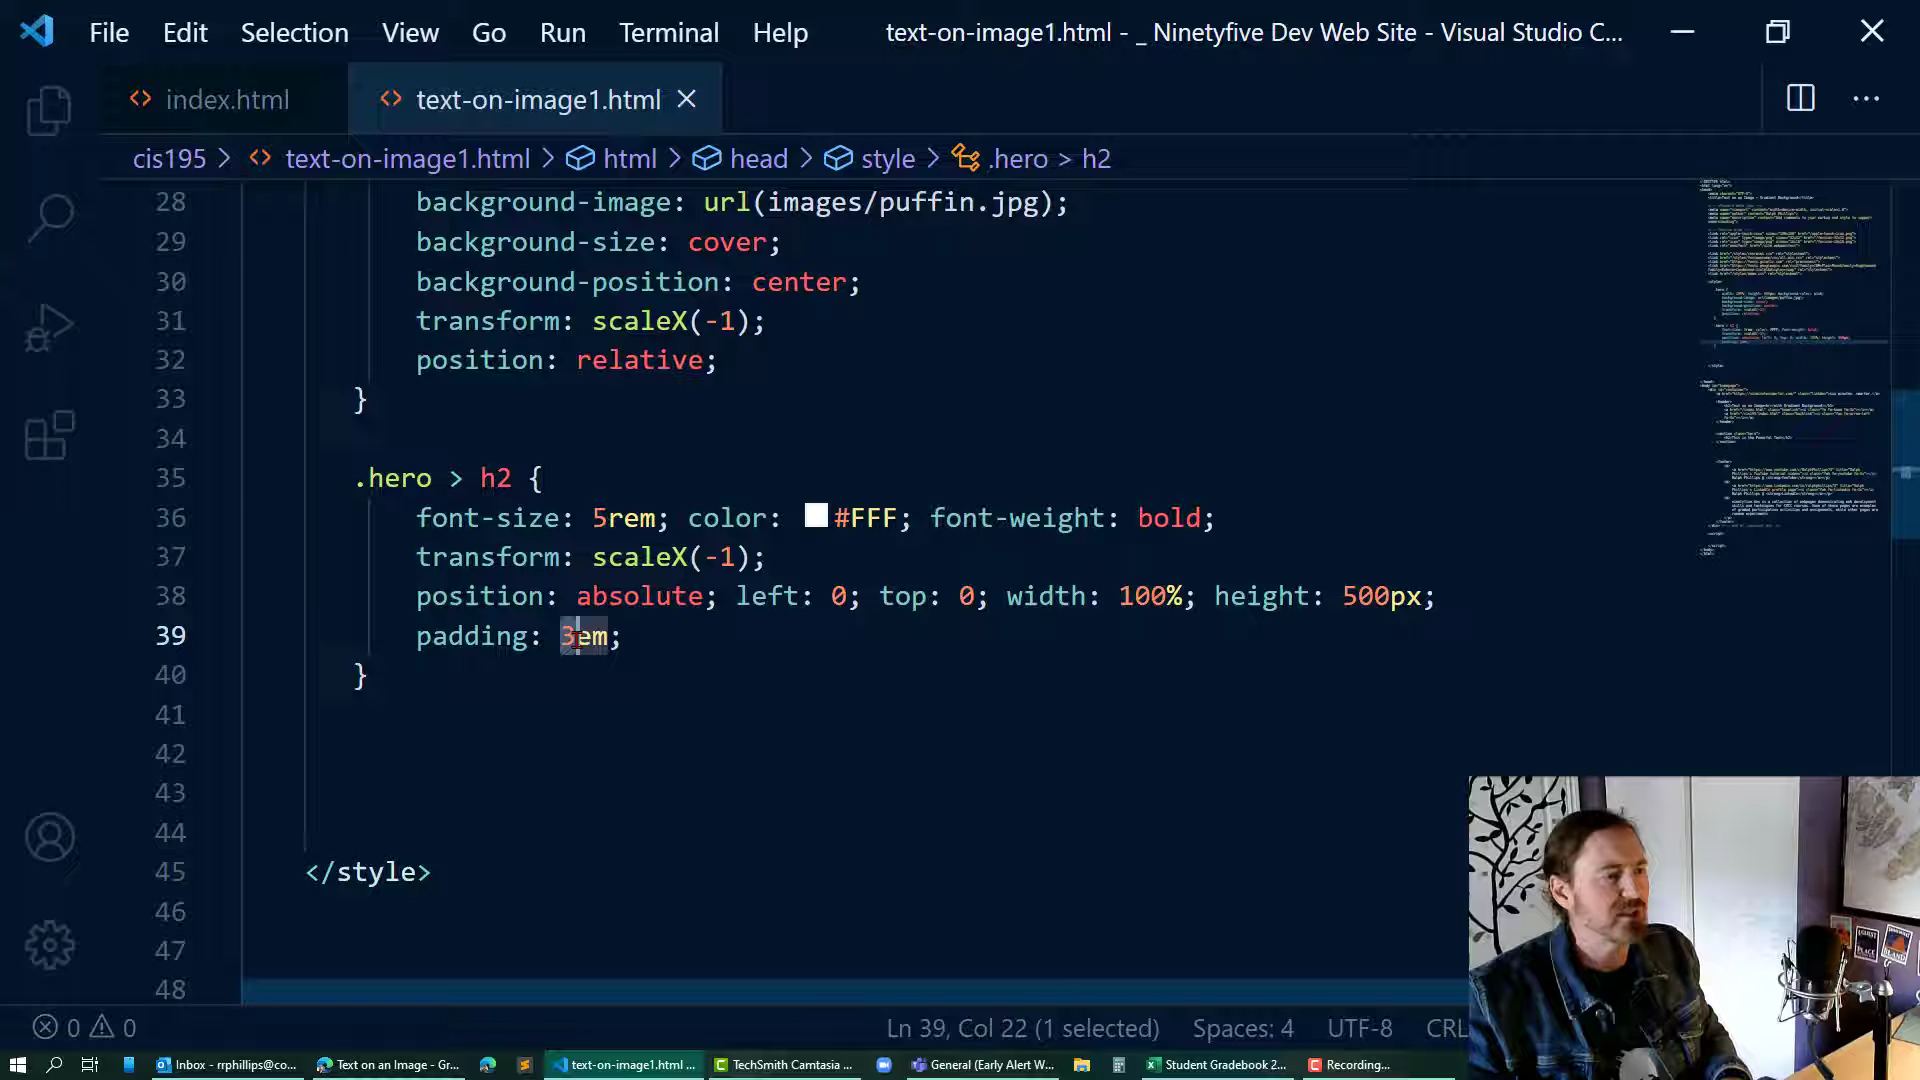 File Edit Selection View Go Run Terminal Help text-on-image1.html - _ Ninetyfive Dev Web Site - Visual Studio C...
index.html text-on-image1.html
cis195 > text-on-image1.html > html > head > style > .hero > h2
28 background-image: url(images/puffin.jpg);
29 background-size: cover;
30 background-position: center;
31 transform: scaleX(-1);
32 position: relative;
33 }
34
35 .hero > h2 {
36 font-size: 5rem; color: #FFF; font-weight: bold;
37 transform: scaleX(-1);
38 position: absolute; left: 0; top: 0; width: 100%; height: 500px;
39 padding: 3em;
40 }
41
42
43
44
45 </style>
46
47
48
0 0 Ln 39, Col 22 (1 selected) Spaces: 4 UTF-8 CRL
Inbox - rrphillips@co... Text on an Image - Gr... text-on-image1.html ... TechSmith Camtasia ... General (Early Alert W... Student Gradebook 2... Recording...